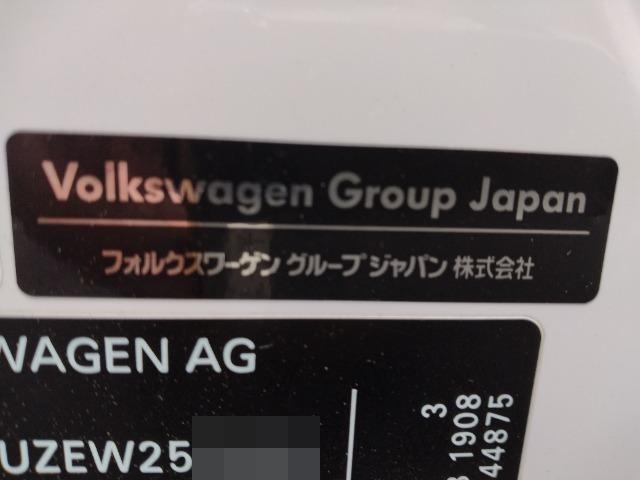 Volkswagen Group Japan
フォルクスワーゲン グループ ジャパン 株式会社
WAGEN AG
UZEW25
3
1908
44875